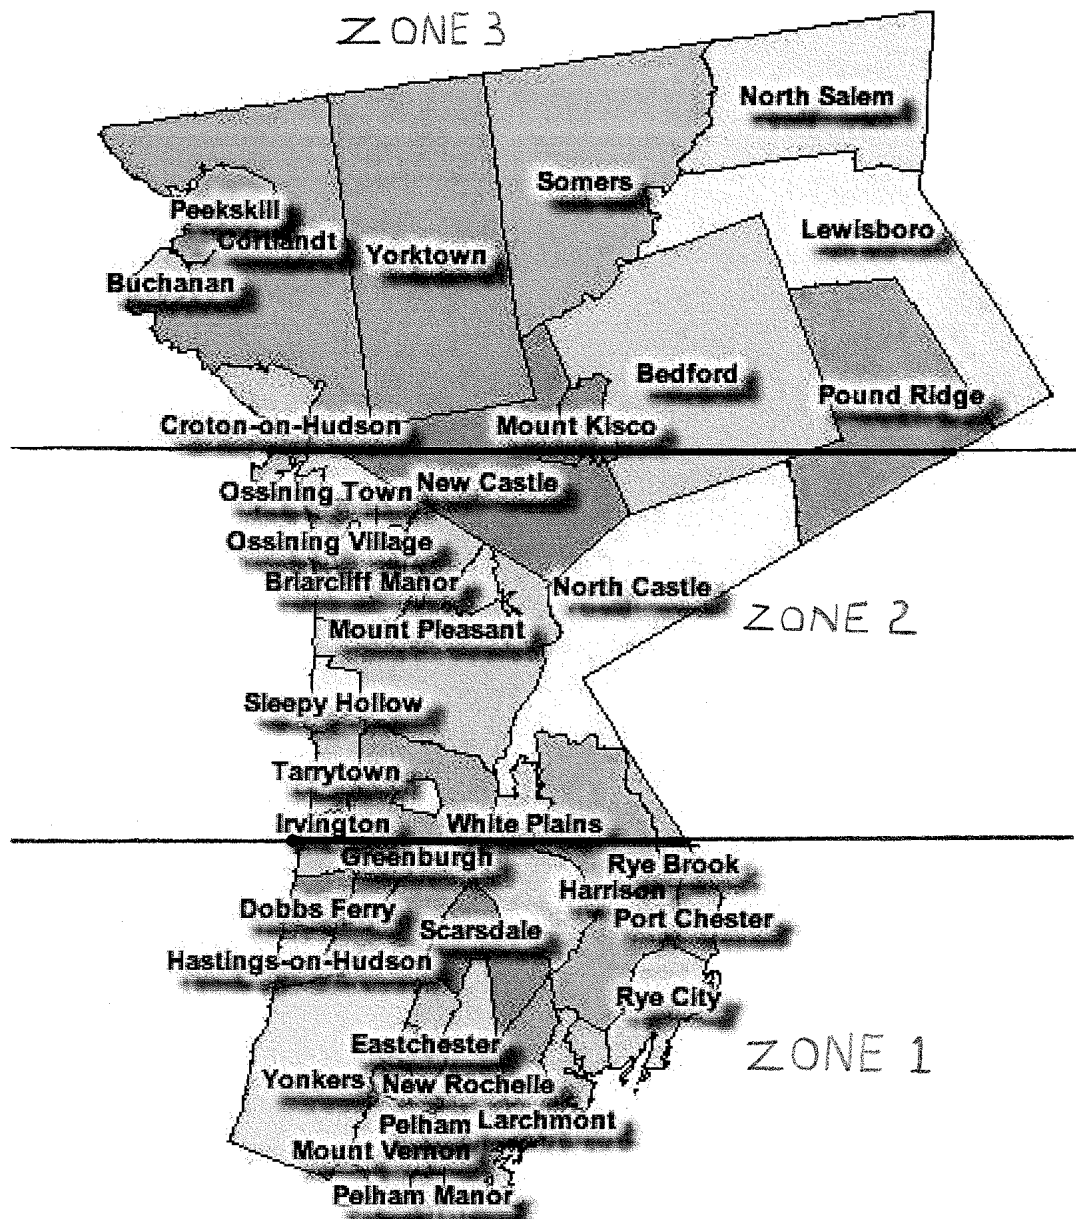 ZONE 3
North Salem
Somers
Peekskill
Lewisboro
Cortlandt
Yorktown
Buchanan
Bedford
Pound Ridge
Croton-on-Hudson
Mount Kisco
New Castle
Ossining Town
Ossining Village
Briarcliff Manor
North Castle
ZONE 2
Mount Pleasant
Sleepy Hollow
Tarrytown
Irvington
White Plains
Greenburgh
Rye Brook
Harrison
Dobbs Ferry
Port Chester
Scarsdale
Hastings-on-Hudson
Rye City
Eastchester
ZONE 1
Yonkers
New Rochelle
Pelham
Larchmont
Mount Vernon
Pelham Manor